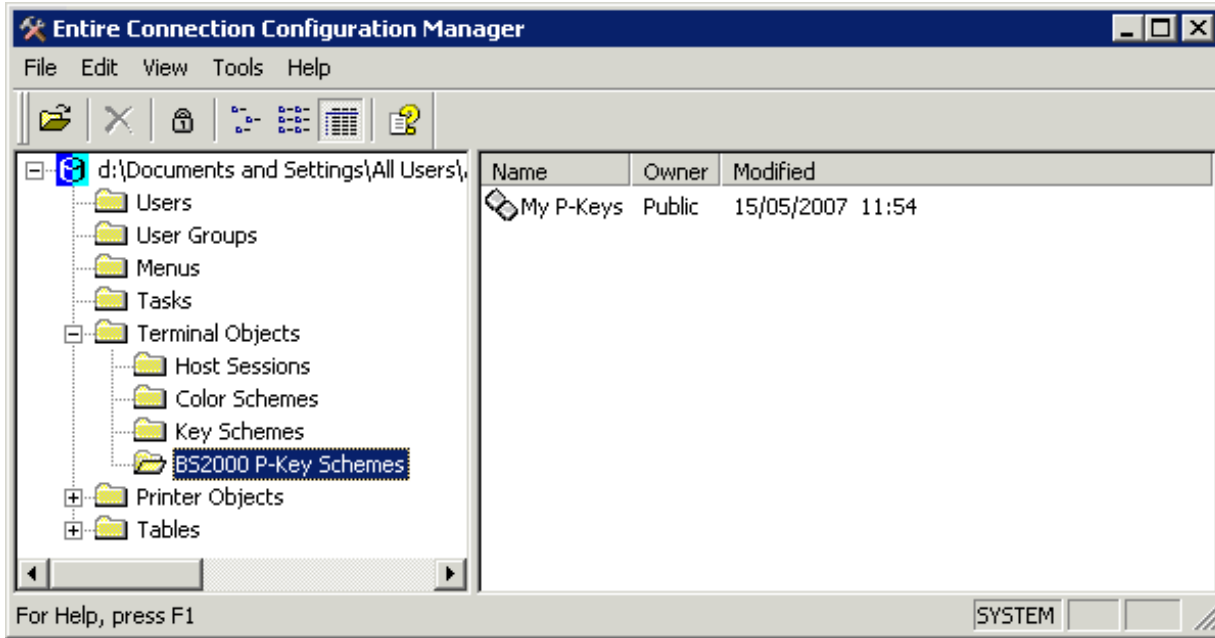 Entire Connection Configuration Manager
File Edit View Tools Help
d:\Documents and Settings\All Users\
Users
User Groups
Menus
Tasks
Terminal Objects
Host Sessions
Color Schemes
Key Schemes
BS2000 P-Key Schemes
Printer Objects
Tables
Name Owner Modified
My P-Keys Public 15/05/2007 11:54
For Help, press F1
SYSTEM